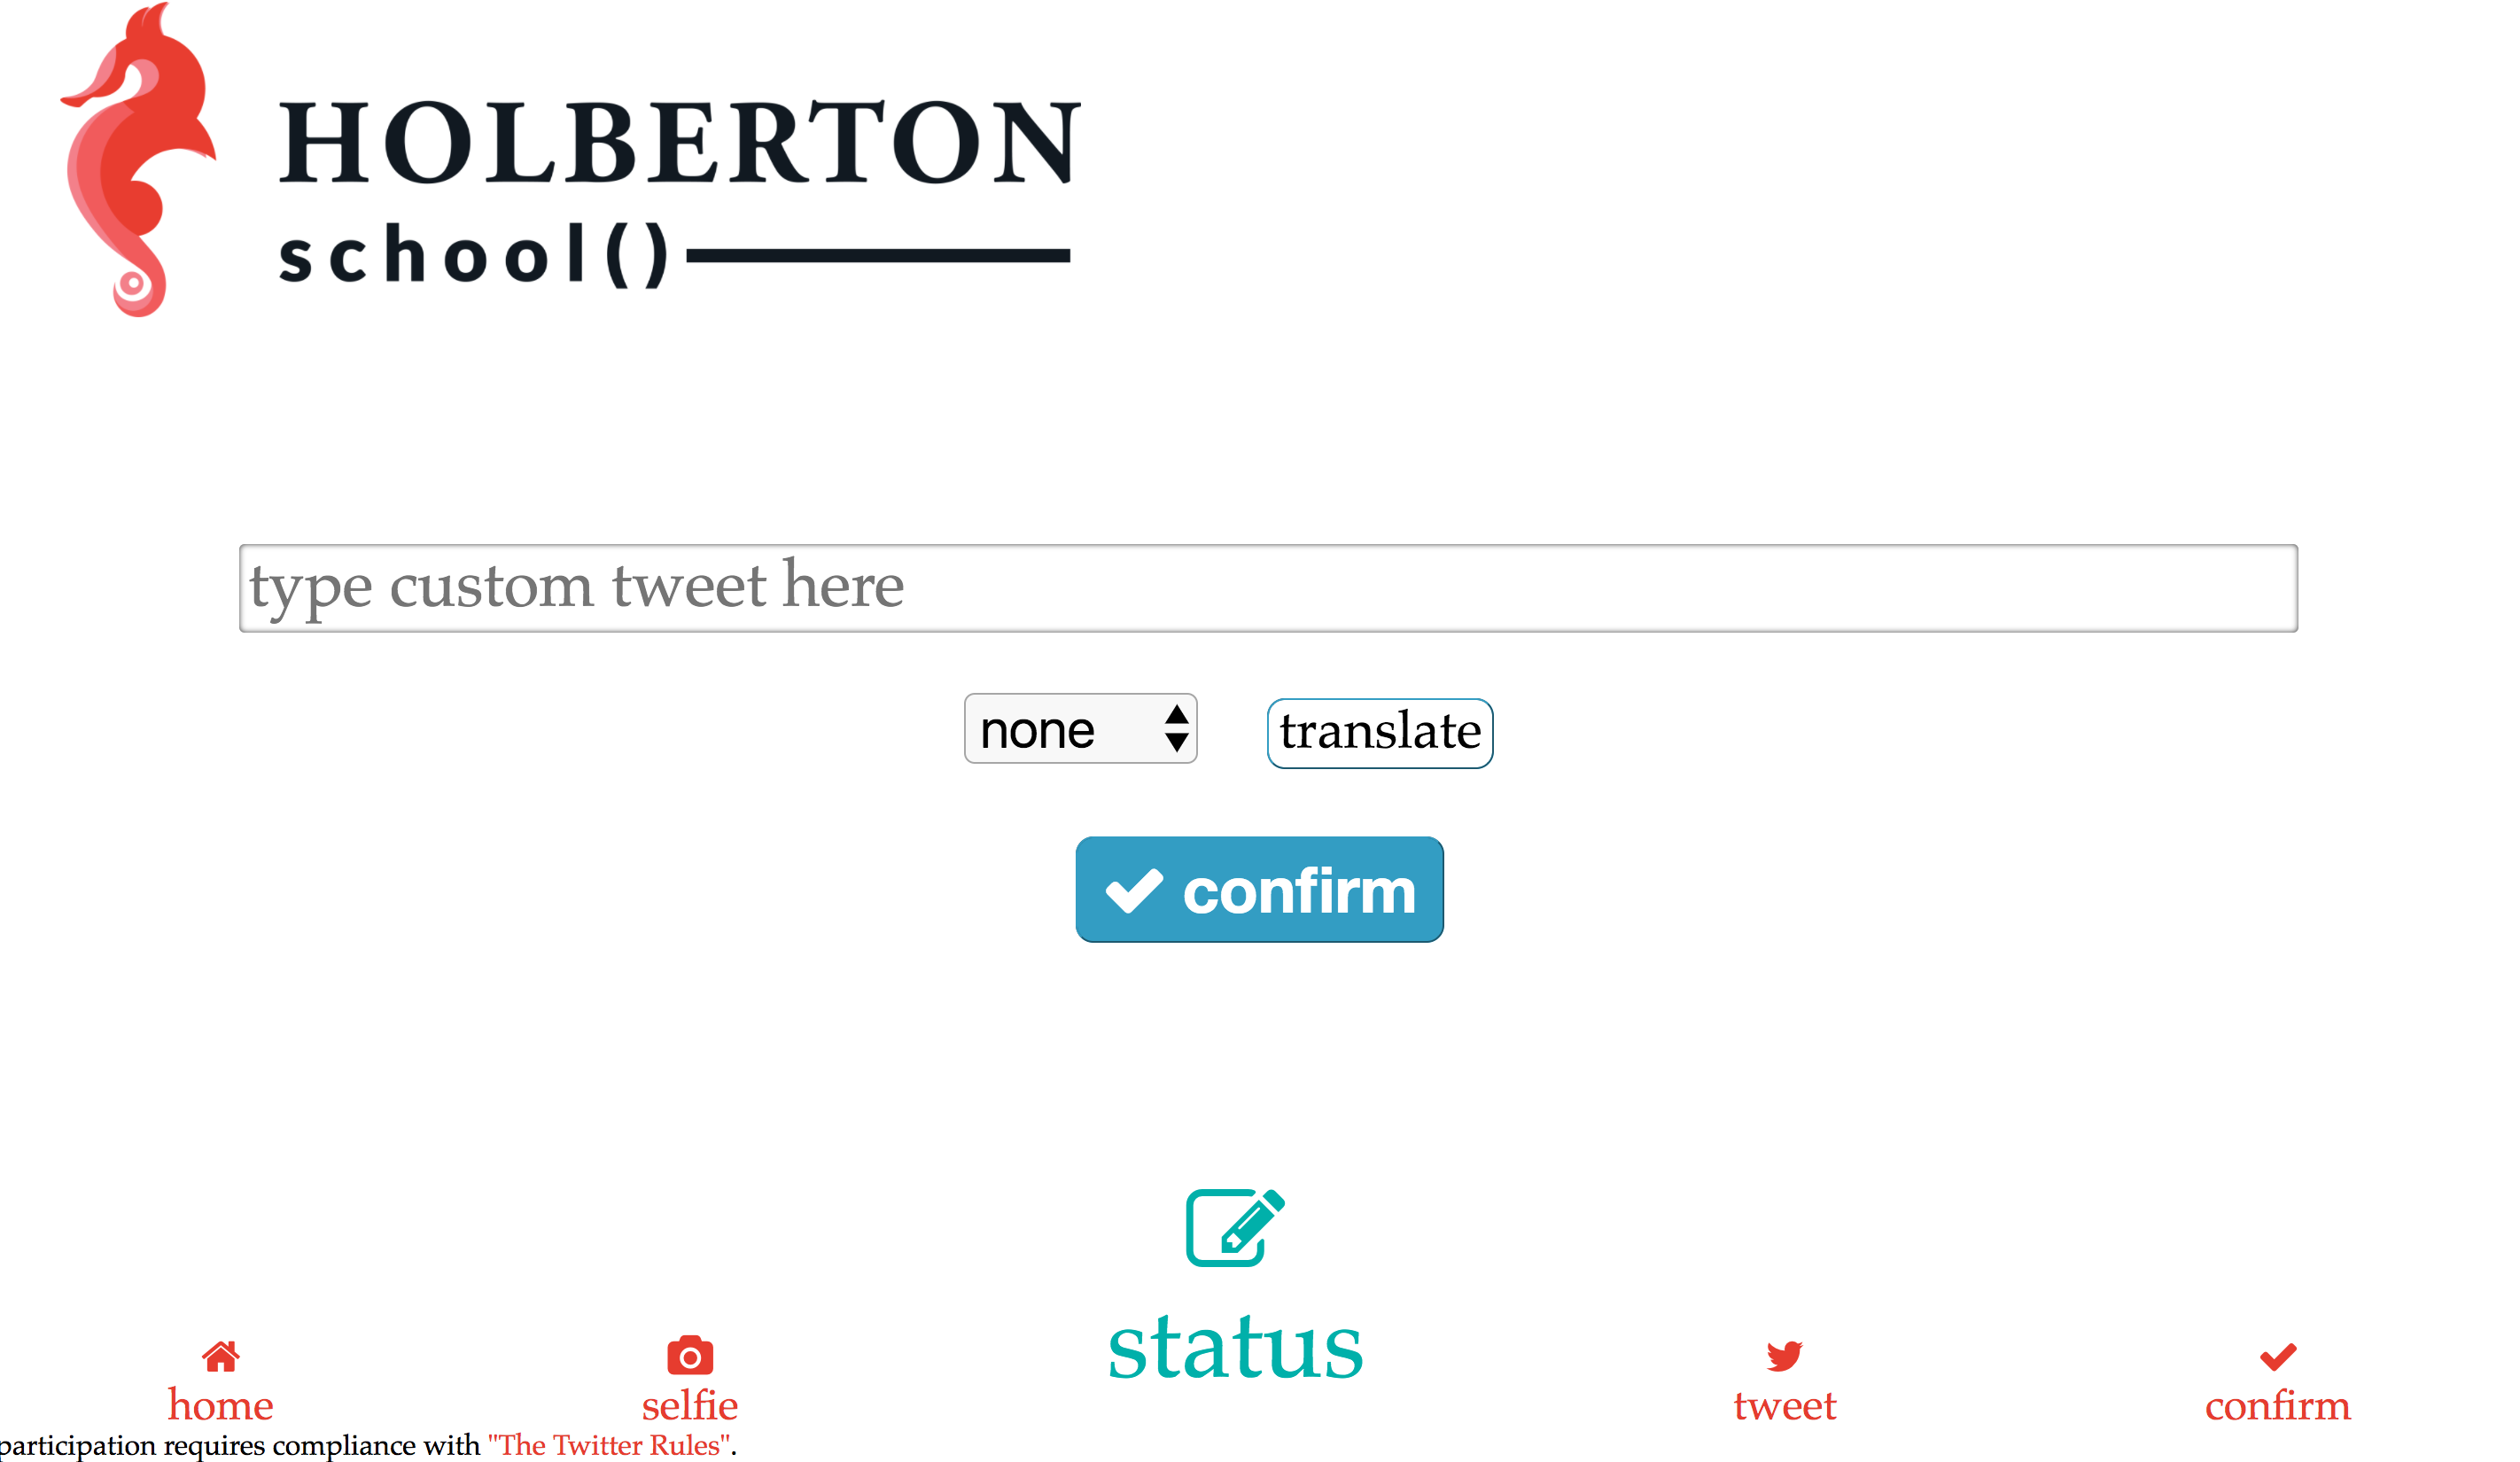 HOLBERTON
school()
type custom tweet here
none
translate
confirm
status
home
selfie
tweet
confirm
participation requires compliance with "The Twitter Rules".